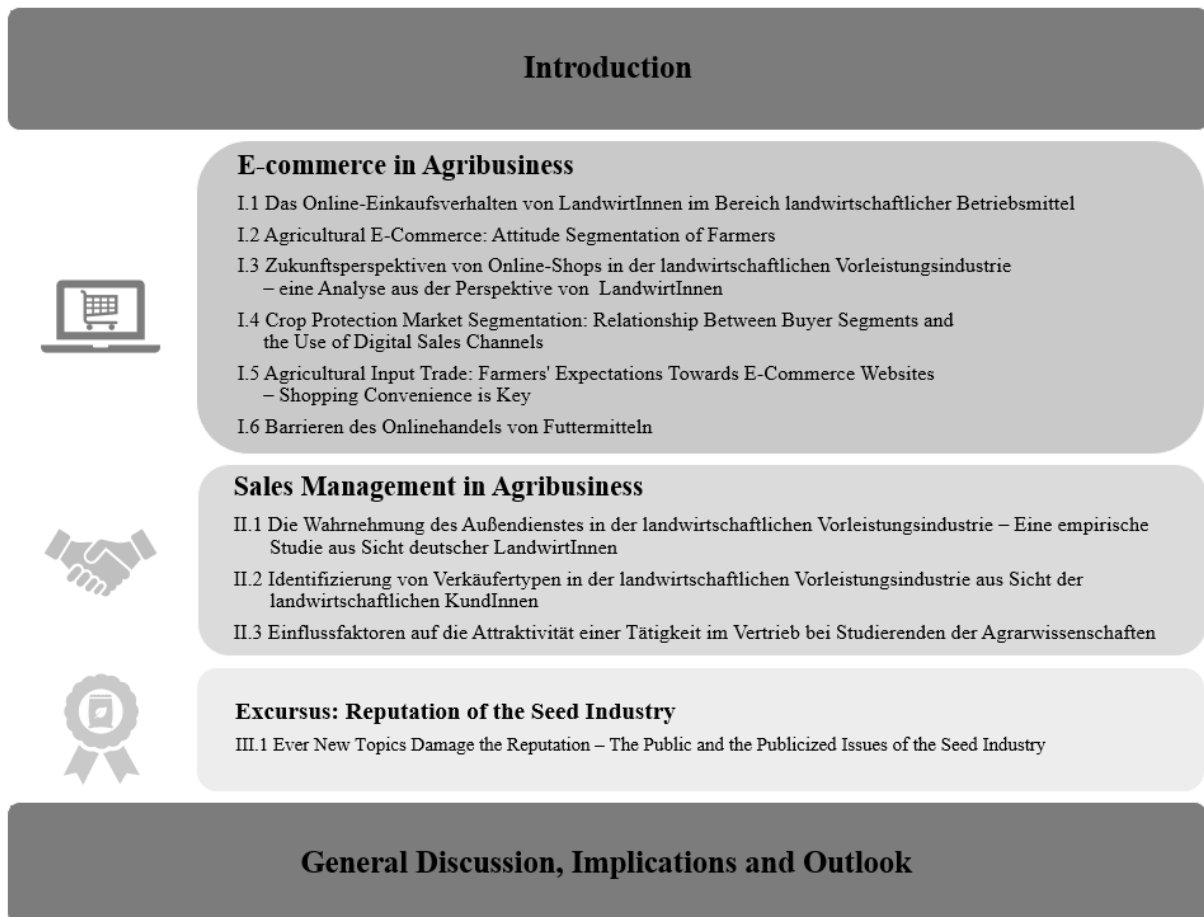 Introduction
E-commerce in Agribusiness
I.1 Das Online-Einkaufsverhalten von LandwirtInnen im Bereich landwirtschaftlicher Betriebsmittel
I.2 Agricultural E-Commerce: Attitude Segmentation of Farmers
I.3 Zukunftsperspektiven von Online-Shops in der landwirtschaftlichen Vorleistungsindustrie
– eine Analyse aus der Perspektive von LandwirtInnen
I.4 Crop Protection Market Segmentation: Relationship Between Buyer Segments and
the Use of Digital Sales Channels
I.5 Agricultural Input Trade: Farmers' Expectations Towards E-Commerce Websites
– Shopping Convenience is Key
I.6 Barrieren des Onlinehandels von Futtermitteln
Sales Management in Agribusiness
II.1 Die Wahrnehmung des Außendienstes in der landwirtschaftlichen Vorleistungsindustrie – Eine empirische
Studie aus Sicht deutscher LandwirtInnen
II.2 Identifizierung von Verkäufertypen in der landwirtschaftlichen Vorleistungsindustrie aus Sicht der
landwirtschaftlichen KundInnen
II.3 Einflussfaktoren auf die Attraktivität einer Tätigkeit im Vertrieb bei Studierenden der Agrarwissenschaften
Excursus: Reputation of the Seed Industry
III.1 Ever New Topics Damage the Reputation – The Public and the Publicized Issues of the Seed Industry
General Discussion, Implications and Outlook